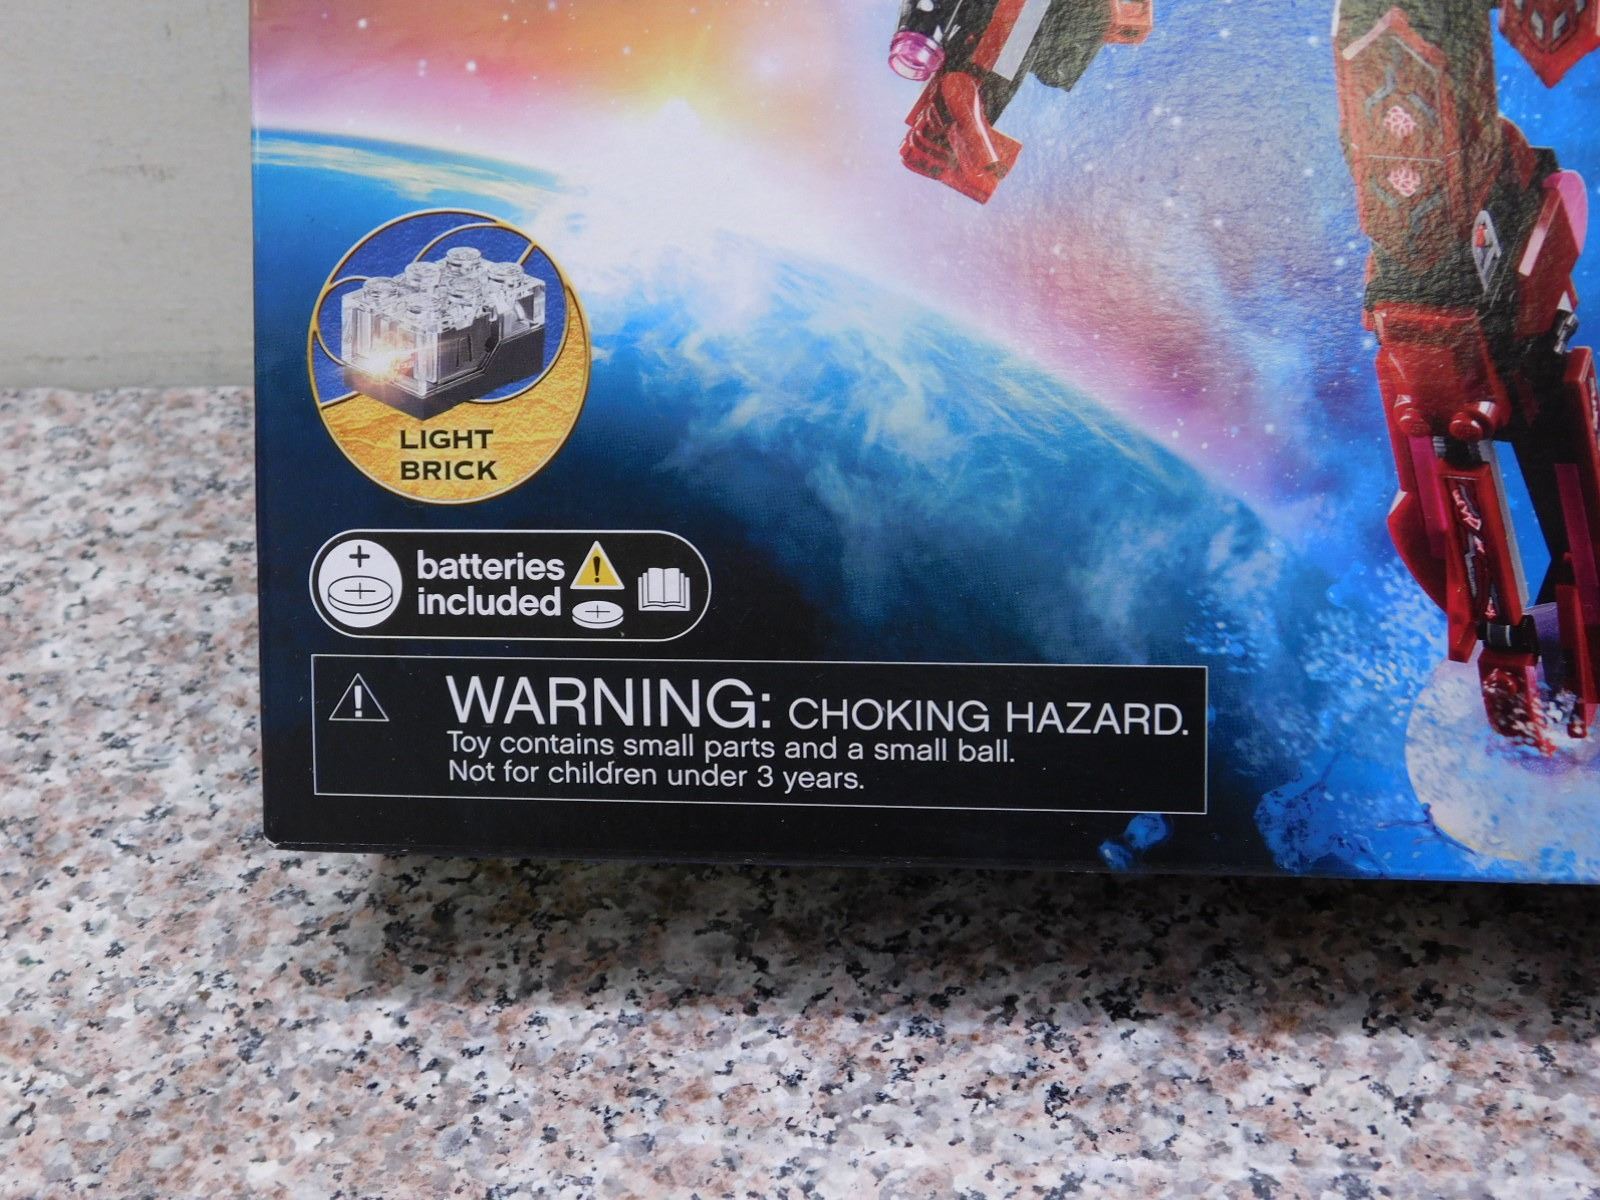 LIGHT
BRICK
batteries
included
WARNING: CHOKING HAZARD.
Toy contains small parts and a small ball.
Not for children under 3 years.